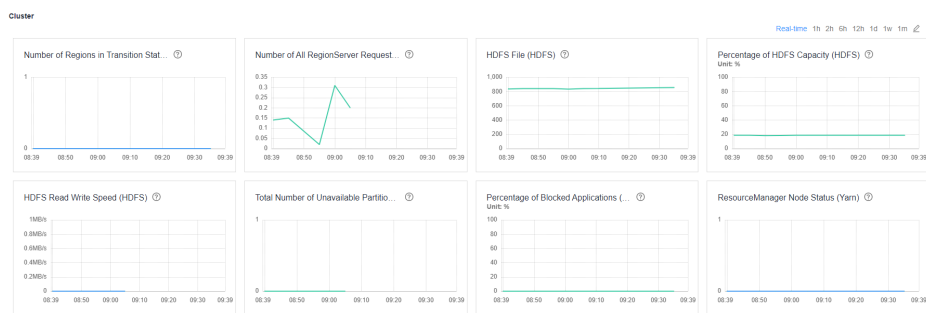 Cluster
Real-time 1h 2h 6h 12h 1d 1w 1m
Number of Regions in Transition Stat...
1
0
08:39 08:50 09:00 09:10 09:20 09:30 09:39
Number of All RegionServer Request...
0.35
0.3
0.25
0.2
0.15
0.1
0.05
0
08:39 08:50 09:00 09:10 09:20 09:30 09:39
HDFS File (HDFS)
1,000
800
600
400
200
0
08:39 08:50 09:00 09:10 09:20 09:30 09:39
Percentage of HDFS Capacity (HDFS)
Unit: %
100
80
60
40
20
0
08:39 08:50 09:00 09:10 09:20 09:30 09:39
HDFS Read Write Speed (HDFS)
1MB/s
0.8MB/s
0.6MB/s
0.4MB/s
0.2MB/s
0
08:39 08:50 09:00 09:10 09:20 09:30 09:39
Total Number of Unavailable Partitio...
1
0
08:39 08:50 09:00 09:10 09:20 09:30 09:39
Percentage of Blocked Applications (...
Unit: %
100
80
60
40
20
0
08:39 08:50 09:00 09:10 09:20 09:30 09:39
ResourceManager Node Status (Yarn)
1
0
08:39 08:50 09:00 09:10 09:20 09:30 09:39